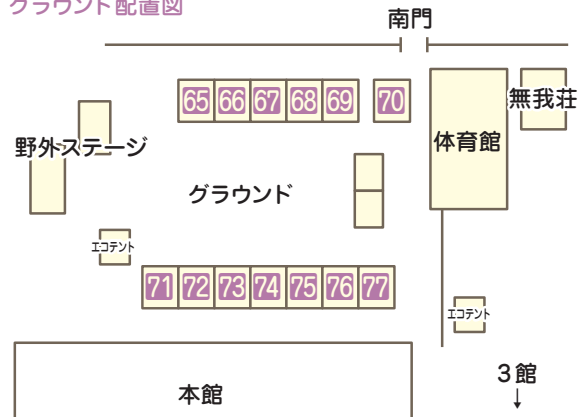 グラウンド配置図
南門
65 66 67 68 69 70
無我荘
体育館
野外ステージ
グラウンド
エコテント
71 72 73 74 75 76 77
エコテント
3館
↓
本館